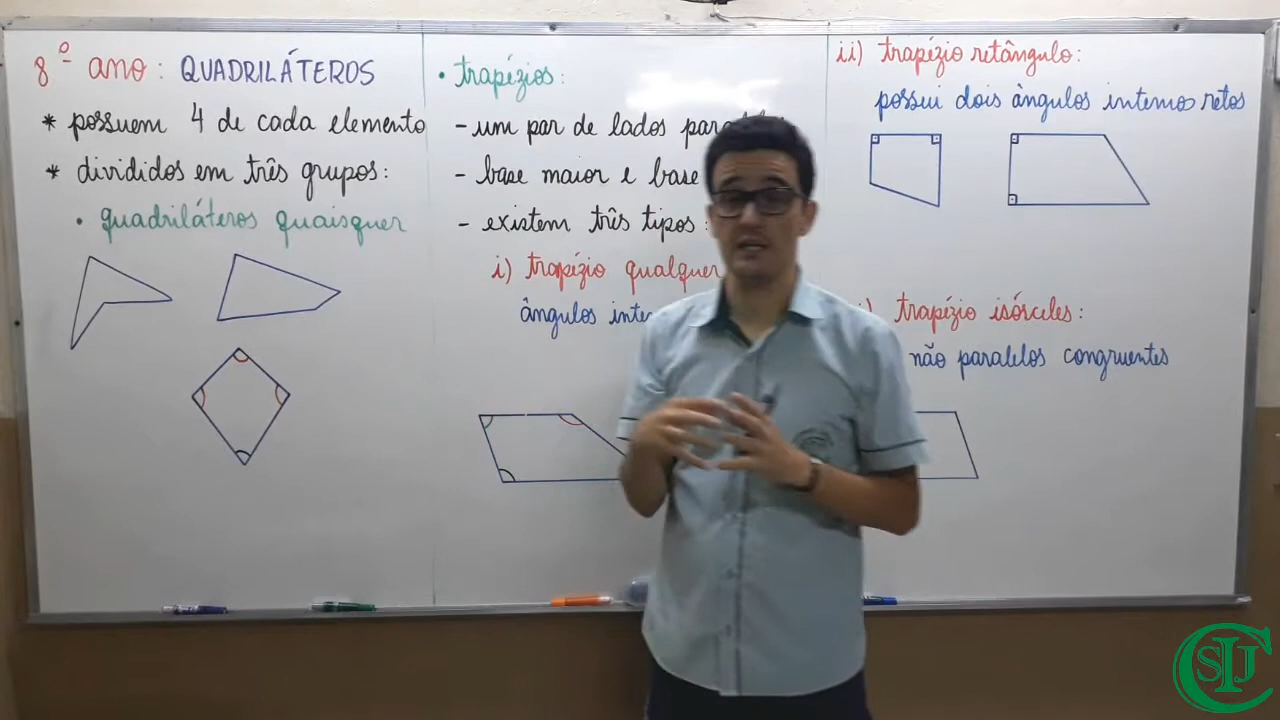 8º ano: QUADRILÁTEROS
* possuem 4 de cada elemento
* divididos em três grupos:
• quadriláteros quaisquer
• trapézios:
- um par de lados
- base maior e base
- existem três tipos:
i) trapézio qualquer
ângulos
ii) trapézio retângulo:
possui dois ângulos internos retos
trapézio isósceles:
não paralelos congruentes
CSIJ